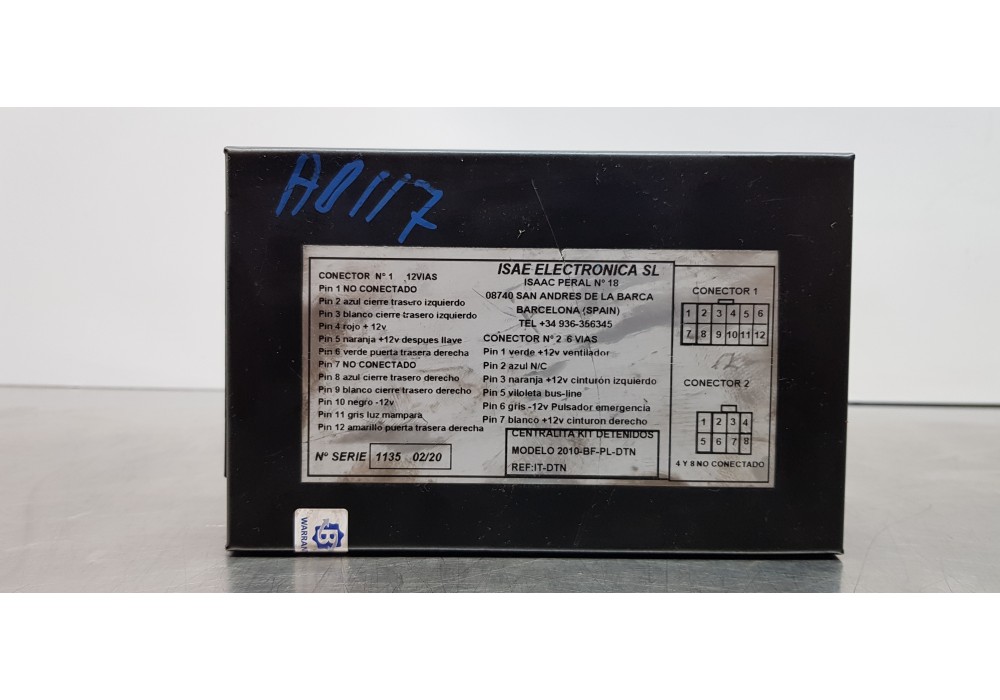 A0117
CONECTOR Nº 1 12VIAS
Pin 1 NO CONECTADO
Pin 2 azul cierre trasero izquierdo
Pin 3 blanco cierre trasero izquierdo
Pin 4 rojo + 12v
Pin 5 naranja +12v despues llave
Pin 6 verde puerta trasera derecha
Pin 7 NO CONECTADO
Pin 8 azul cierre trasero derecho
Pin 9 blanco cierre trasero derecho
Pin 10 negro -12v
Pin 11 gris luz mampara
Pin 12 amarillo puerta trasera derecha
Nº SERIE 1135 02/20
ISAE ELECTRONICA SL
ISAAC PERAL Nº 18
08740 SAN ANDRES DE LA BARCA
BARCELONA (SPAIN)
TEL +34 936-356345
CONECTOR Nº 2 6 VIAS
Pin 1 verde +12v ventilador
Pin 2 azul N/C
Pin 3 naranja +12v cinturón izquierdo
Pin 5 viloleta bus-line
Pin 6 gris -12v Pulsador emergencia
Pin 7 blanco +12v cinturon derecho
CENTRALITA KIT DETENIDOS
MODELO 2010-BF-PL-DTN
REF:IT-DTN
CONECTOR 1
1 2 3 4 5 6
7 8 9 10 11 12
CONECTOR 2
1 2 3 4
5 6 7 8
4 Y 8 NO CONECTADO
B